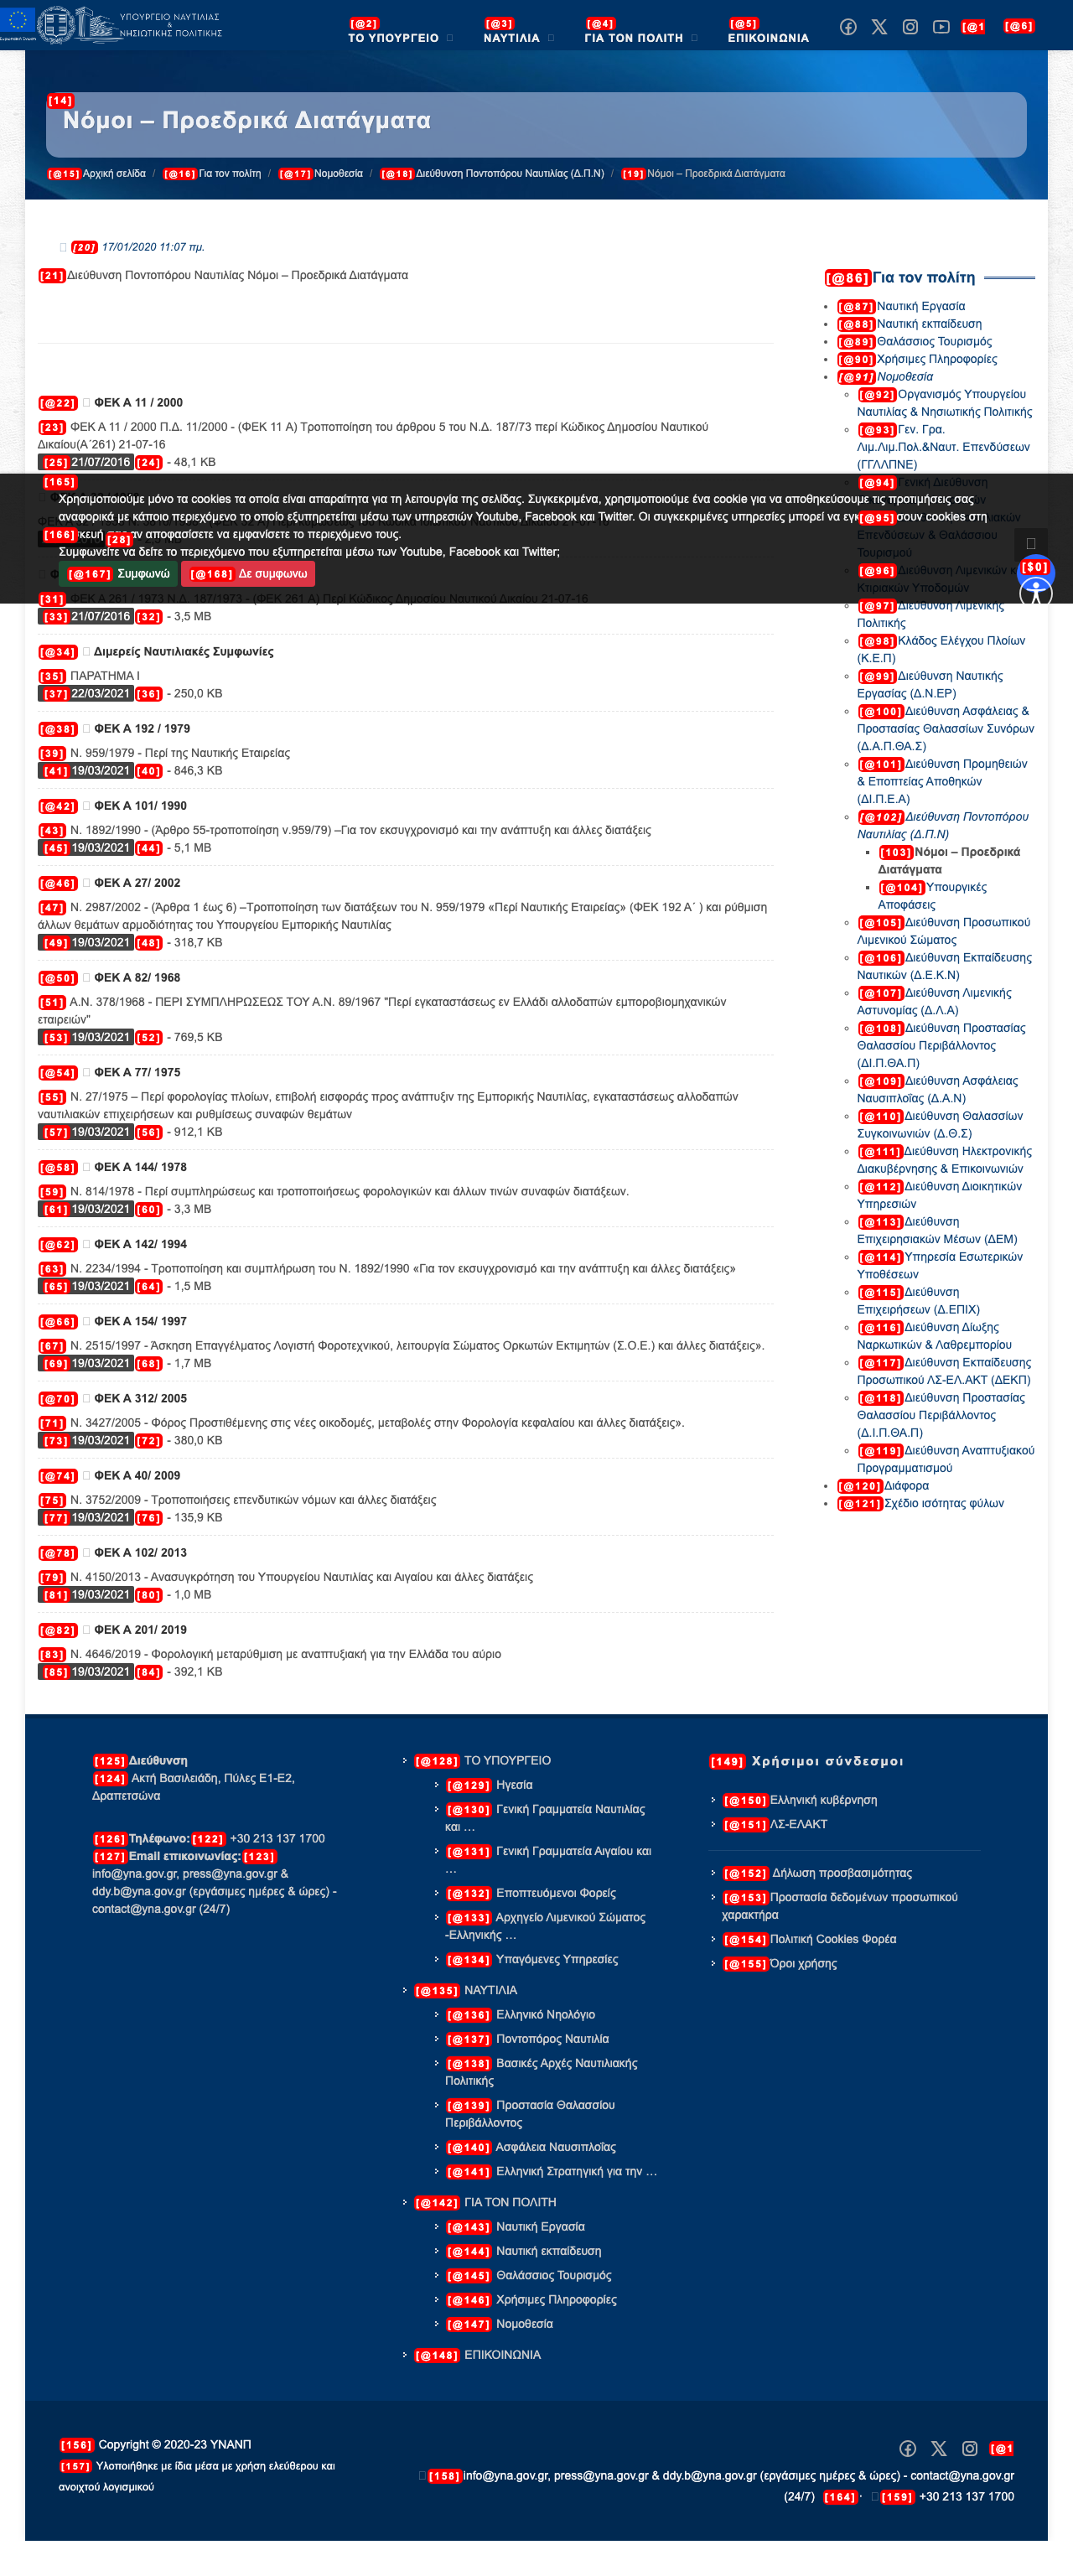 ΥΠΟΥΡΓΕΙΟ ΝΑΥΤΙΛΙΑΣ
&
ΝΗΣΙΩΤΙΚΗΣ ΠΟΛΙΤΙΚΗΣ
[@2] ΤΟ ΥΠΟΥΡΓΕΙΟ
[@3] ΝΑΥΤΙΛΙΑ
[@4] ΓΙΑ ΤΟΝ ΠΟΛΙΤΗ
[@5] ΕΠΙΚΟΙΝΩΝΙΑ
[@1
[@6]
[14]
Νόμοι – Προεδρικά Διατάγματα
[@15]Αρχική σελίδα / [@16]Για τον πολίτη / [@17]Νομοθεσία / [@18]Διεύθυνση Ποντοπόρου Ναυτιλίας (Δ.Π.Ν) / [19]Νόμοι – Προεδρικά Διατάγματα
[20] 17/01/2020 11:07 πμ.
[21]Διεύθυνση Ποντοπόρου Ναυτιλίας Νόμοι – Προεδρικά Διατάγματα
[@22] ΦΕΚ Α 11 / 2000
[23] ΦΕΚ Α 11 / 2000 Π.Δ. 11/2000 - (ΦΕΚ 11 Α) Τροποποίηση του άρθρου 5 του Ν.Δ. 187/73 περί Κώδικος Δημοσίου Ναυτικού
Δικαίου(Α΄261) 21-07-16
[25]21/07/2016 [24] - 48,1 KB
[165]
Χρησιμοποιούμε μόνο τα cookies τα οποία είναι απαραίτητα για τη λειτουργία της σελίδας. Συγκεκριμένα, χρησιμοποιούμε ένα cookie για να αποθηκεύσουμε τις προτιμήσεις σας
αναφορικά με κάποιο περιεχόμενο το οποίο εξυπηρετείται μέσω των υπηρεσιών Youtube, Facebook και Twitter. Οι συγκεκριμένες υπηρεσίες μπορεί να εγκαταστήσουν cookies στη
[166] [28] αποφασίσετε να εμφανίσετε το περιεχόμενο τους.
Συμφωνείτε να δείτε το περιεχόμενο που εξυπηρετείται μέσω των Youtube, Facebook και Twitter;
[@167] Συμφωνώ [@168] Δε συμφωνω
[31] ΦΕΚ Α 261 / 1973 Ν.Δ. 187/1973 - (ΦΕΚ 261 Α) Περί Κώδικος Δημοσίου Ναυτικού Δικαίου 21-07-16
[33]21/07/2016 [32] - 3,5 MB
[@34] Διμερείς Ναυτιλιακές Συμφωνίες
[35] ΠΑΡΑΤΗΜΑ Ι
[37]22/03/2021 [36] - 250,0 KB
[@38] ΦΕΚ Α 192 / 1979
[39] Ν. 959/1979 - Περί της Ναυτικής Εταιρείας
[41]19/03/2021 [40] - 846,3 KB
[@42] ΦΕΚ Α 101/ 1990
[43] Ν. 1892/1990 - (Άρθρο 55-τροποποίηση ν.959/79) –Για τον εκσυγχρονισμό και την ανάπτυξη και άλλες διατάξεις
[45]19/03/2021 [44] - 5,1 MB
[@46] ΦΕΚ Α 27/ 2002
[47] Ν. 2987/2002 - (Άρθρα 1 έως 6) –Τροποποίηση των διατάξεων του Ν. 959/1979 «Περί Ναυτικής Εταιρείας» (ΦΕΚ 192 Α΄ ) και ρύθμιση
άλλων θεμάτων αρμοδιότητας του Υπουργείου Εμπορικής Ναυτιλίας
[49]19/03/2021 [48] - 318,7 KB
[@50] ΦΕΚ Α 82/ 1968
[51] Α.Ν. 378/1968 - ΠΕΡΙ ΣΥΜΠΛΗΡΩΣΕΩΣ ΤΟΥ Α.Ν. 89/1967 "Περί εγκαταστάσεως εν Ελλάδι αλλοδαπών εμποροβιομηχανικών
εταιρειών"
[53]19/03/2021 [52] - 769,5 KB
[@54] ΦΕΚ Α 77/ 1975
[55] Ν. 27/1975 – Περί φορολογίας πλοίων, επιβολή εισφοράς προς ανάπτυξιν της Εμπορικής Ναυτιλίας, εγκαταστάσεως αλλοδαπών
ναυτιλιακών επιχειρήσεων και ρυθμίσεως συναφών θεμάτων
[57]19/03/2021 [56] - 912,1 KB
[@58] ΦΕΚ Α 144/ 1978
[59] Ν. 814/1978 - Περί συμπληρώσεως και τροποποιήσεως φορολογικών και άλλων τινών συναφών διατάξεων.
[61]19/03/2021 [60] - 3,3 MB
[@62] ΦΕΚ Α 142/ 1994
[63] Ν. 2234/1994 - Τροποποίηση και συμπλήρωση του Ν. 1892/1990 «Για τον εκσυγχρονισμό και την ανάπτυξη και άλλες διατάξεις»
[65]19/03/2021 [64] - 1,5 MB
[@66] ΦΕΚ Α 154/ 1997
[67] Ν. 2515/1997 - Άσκηση Επαγγέλματος Λογιστή Φοροτεχνικού, λειτουργία Σώματος Ορκωτών Εκτιμητών (Σ.Ο.Ε.) και άλλες διατάξεις».
[69]19/03/2021 [68] - 1,7 MB
[@70] ΦΕΚ Α 312/ 2005
[71] Ν. 3427/2005 - Φόρος Προστιθέμενης στις νέες οικοδομές, μεταβολές στην Φορολογία κεφαλαίου και άλλες διατάξεις».
[73]19/03/2021 [72] - 380,0 KB
[@74] ΦΕΚ Α 40/ 2009
[75] Ν. 3752/2009 - Τροποποιήσεις επενδυτικών νόμων και άλλες διατάξεις
[77]19/03/2021 [76] - 135,9 KB
[@78] ΦΕΚ Α 102/ 2013
[79] Ν. 4150/2013 - Ανασυγκρότηση του Υπουργείου Ναυτιλίας και Αιγαίου και άλλες διατάξεις
[81]19/03/2021 [80] - 1,0 MB
[@82] ΦΕΚ Α 201/ 2019
[83] Ν. 4646/2019 - Φορολογική μεταρύθμιση με αναπτυξιακή για την Ελλάδα του αύριο
[85]19/03/2021 [84] - 392,1 KB
[@86]Για τον πολίτη
[@87]Ναυτική Εργασία
[@88]Ναυτική εκπαίδευση
[@89]Θαλάσσιος Τουρισμός
[@90]Χρήσιμες Πληροφορίες
[@91]Νομοθεσία
[@92]Οργανισμός Υπουργείου
Ναυτιλίας & Νησιωτικής Πολιτικής
[@93]Γεν. Γρα.
Λιμ.Λιμ.Πολ.&Ναυτ. Επενδύσεων
(ΓΓΛΛΠΝΕ)
[@94]Γενική Διεύθυνση
[@95]
Επενδύσεων & Θαλάσσιου
Τουρισμού
[@96]Διεύθυνση Λιμενικών
Κτιριακών Υποδομών
[$0]
[@97]Διεύθυνση Λιμενικής
Πολιτικής
[@98]Κλάδος Ελέγχου Πλοίων
(Κ.Ε.Π)
[@99]Διεύθυνση Ναυτικής
Εργασίας (Δ.Ν.ΕΡ)
[@100]Διεύθυνση Ασφάλειας &
Προστασίας Θαλασσίων Συνόρων
(Δ.Α.Π.ΘΑ.Σ)
[@101]Διεύθυνση Προμηθειών
& Εποπτείας Αποθηκών
(ΔΙ.Π.Ε.Α)
[@102]Διεύθυνση Ποντοπόρου
Ναυτιλίας (Δ.Π.Ν)
[103]Νόμοι – Προεδρικά
Διατάγματα
[@104]Υπουργικές
Αποφάσεις
[@105]Διεύθυνση Προσωπικού
Λιμενικού Σώματος
[@106]Διεύθυνση Εκπαίδευσης
Ναυτικών (Δ.Ε.Κ.Ν)
[@107]Διεύθυνση Λιμενικής
Αστυνομίας (Δ.Λ.Α)
[@108]Διεύθυνση Προστασίας
Θαλασσίου Περιβάλλοντος
(ΔΙ.Π.ΘΑ.Π)
[@109]Διεύθυνση Ασφάλειας
Ναυσιπλοΐας (Δ.Α.Ν)
[@110]Διεύθυνση Θαλασσίων
Συγκοινωνιών (Δ.Θ.Σ)
[@111]Διεύθυνση Ηλεκτρονικής
Διακυβέρνησης & Επικοινωνιών
[@112]Διεύθυνση Διοικητικών
Υπηρεσιών
[@113]Διεύθυνση
Επιχειρησιακών Μέσων (ΔΕΜ)
[@114]Υπηρεσία Εσωτερικών
Υποθέσεων
[@115]Διεύθυνση
Επιχειρήσεων (Δ.ΕΠΙΧ)
[@116]Διεύθυνση Δίωξης
Ναρκωτικών & Λαθρεμπορίου
[@117]Διεύθυνση Εκπαίδευσης
Προσωπικού ΛΣ-ΕΛ.ΑΚΤ (ΔΕΚΠ)
[@118]Διεύθυνση Προστασίας
Θαλασσίου Περιβάλλοντος
(Δ.Ι.Π.ΘΑ.Π)
[@119]Διεύθυνση Αναπτυξιακού
Προγραμματισμού
[@120]Διάφορα
[@121]Σχέδιο ισότητας φύλων
[125]Διεύθυνση
[124] Ακτή Βασιλειάδη, Πύλες Ε1-Ε2,
Δραπετσώνα
[126]Τηλέφωνο:[122] +30 213 137 1700
[127]Email επικοινωνίας:[123]
info@yna.gov.gr, press@yna.gov.gr &
ddy.b@yna.gov.gr (εργάσιμες ημέρες & ώρες) -
contact@yna.gov.gr (24/7)
[@128] ΤΟ ΥΠΟΥΡΓΕΙΟ
[@129] Ηγεσία
[@130] Γενική Γραμματεία Ναυτιλίας
και …
[@131] Γενική Γραμματεία Αιγαίου και
…
[@132] Εποπτευόμενοι Φορείς
[@133] Αρχηγείο Λιμενικού Σώματος
-Ελληνικής …
[@134] Υπαγόμενες Υπηρεσίες
[@135] ΝΑΥΤΙΛΙΑ
[@136] Ελληνικό Νηολόγιο
[@137] Ποντοπόρος Ναυτιλία
[@138] Βασικές Αρχές Ναυτιλιακής
Πολιτικής
[@139] Προστασία Θαλασσίου
Περιβάλλοντος
[@140] Ασφάλεια Ναυσιπλοΐας
[@141] Ελληνική Στρατηγική για την …
[@142] ΓΙΑ ΤΟΝ ΠΟΛΙΤΗ
[@143] Ναυτική Εργασία
[@144] Ναυτική εκπαίδευση
[@145] Θαλάσσιος Τουρισμός
[@146] Χρήσιμες Πληροφορίες
[@147] Νομοθεσία
[@148] ΕΠΙΚΟΙΝΩΝΙΑ
[149] Χρήσιμοι σύνδεσμοι
[@150]Ελληνική κυβέρνηση
[@151]ΛΣ-ΕΛΑΚΤ
[@152] Δήλωση προσβασιμότητας
[@153]Προστασία δεδομένων προσωπικού
χαρακτήρα
[@154]Πολιτική Cookies Φορέα
[@155]Όροι χρήσης
[156] Copyright © 2020-23 ΥΝΑΝΠ
[157] Υλοποιήθηκε με ίδια μέσα με χρήση ελεύθερου και
ανοιχτού λογισμικού
[@1
[158]info@yna.gov.gr, press@yna.gov.gr & ddy.b@yna.gov.gr (εργάσιμες ημέρες & ώρες) - contact@yna.gov.gr
(24/7) [164]· [159] +30 213 137 1700